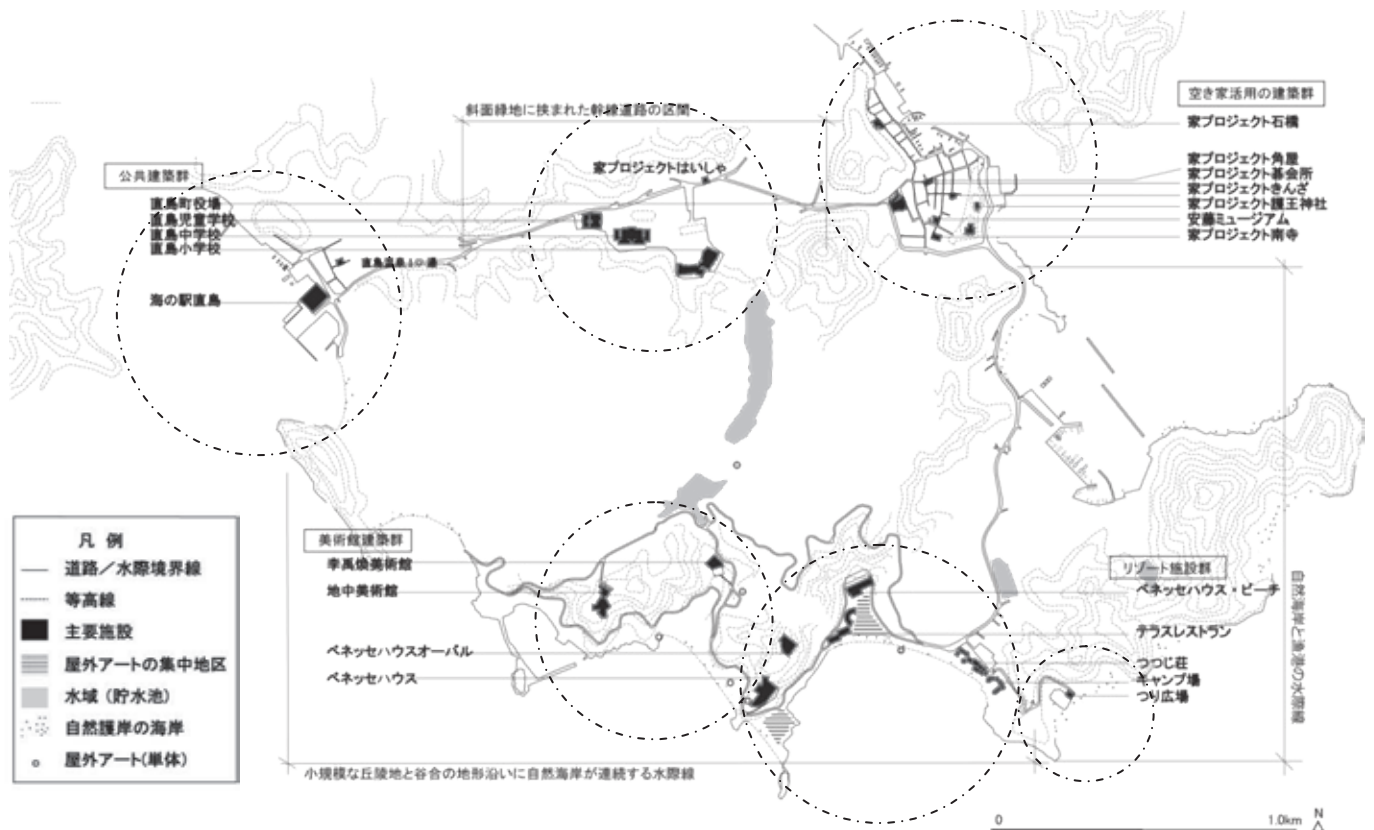 斜面緑地に挟まれた幹線道路の区間
空き家活用の建築群
家プロジェクト石橋
家プロジェクトはいしゃ
家プロジェクト角屋
家プロジェクト碁会所
家プロジェクトきんざ
家プロジェクト護王神社
安藤ミュージアム
家プロジェクト南寺
公共建築群
直島町役場
直島児童学校
直島中学校
直島小学校
海の駅直島
美術館建築群
李禹煥美術館
地中美術館
ベネッセハウスオーバル
ベネッセハウス
リゾート施設群
ベネッセハウス・ビーチ
テラスレストラン
つつじ荘
キャンプ場
つり広場
自然海岸と漁港の水際線
小規模な丘陵地と谷合の地形沿いに自然海岸が連続する水際線
凡 例
道路／水際境界線
等高線
主要施設
屋外アートの集中地区
水域（貯水池）
自然護岸の海岸
屋外アート(単体)
0 1.0km N